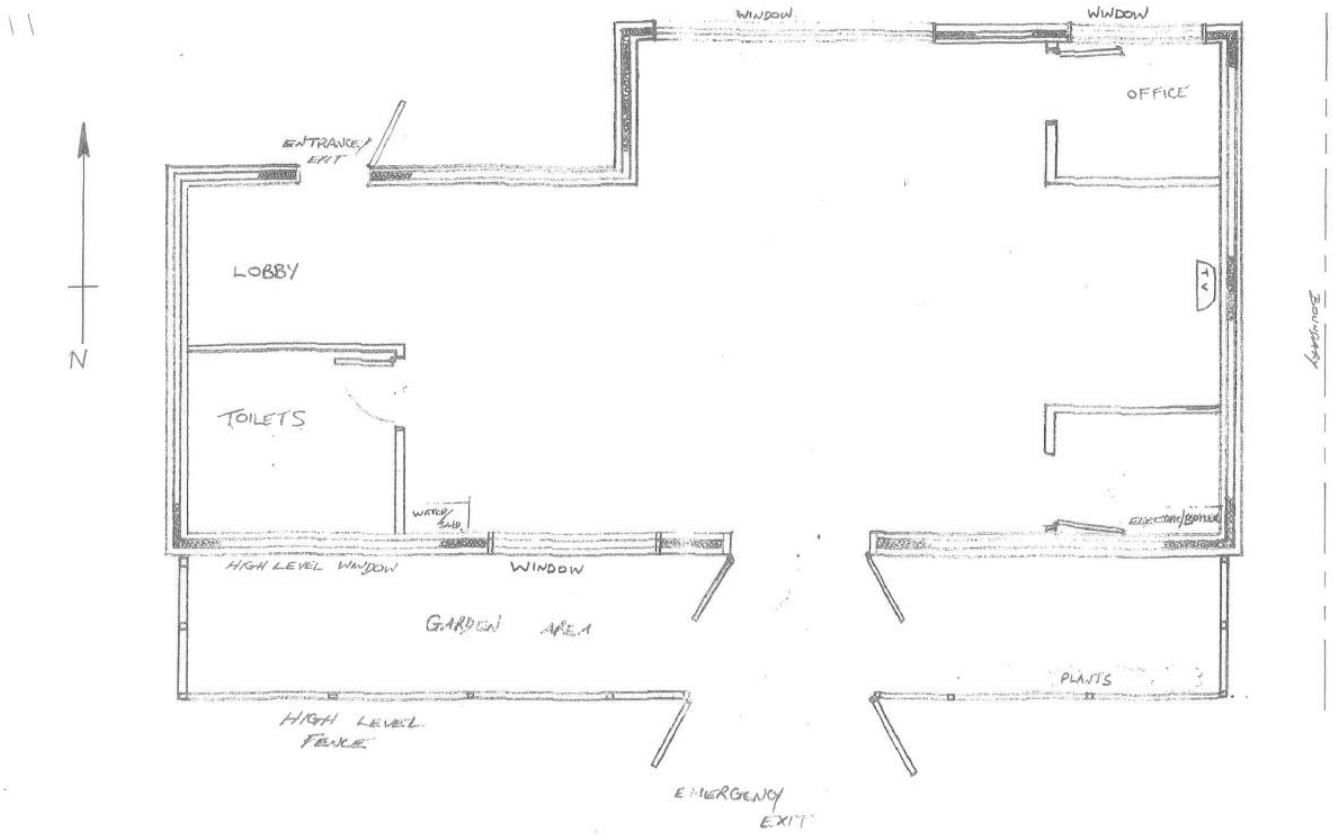 WINDOW
WINDOW
OFFICE
ENTRANCE/
EXIT
LOBBY
TV
BOUNDARY
N
TOILETS
WATER/
ELECTRIC/BOILER
HIGH LEVEL WINDOW
WINDOW
GARDEN AREA
PLANTS
HIGH LEVEL
FENCE
EMERGENCY
EXIT